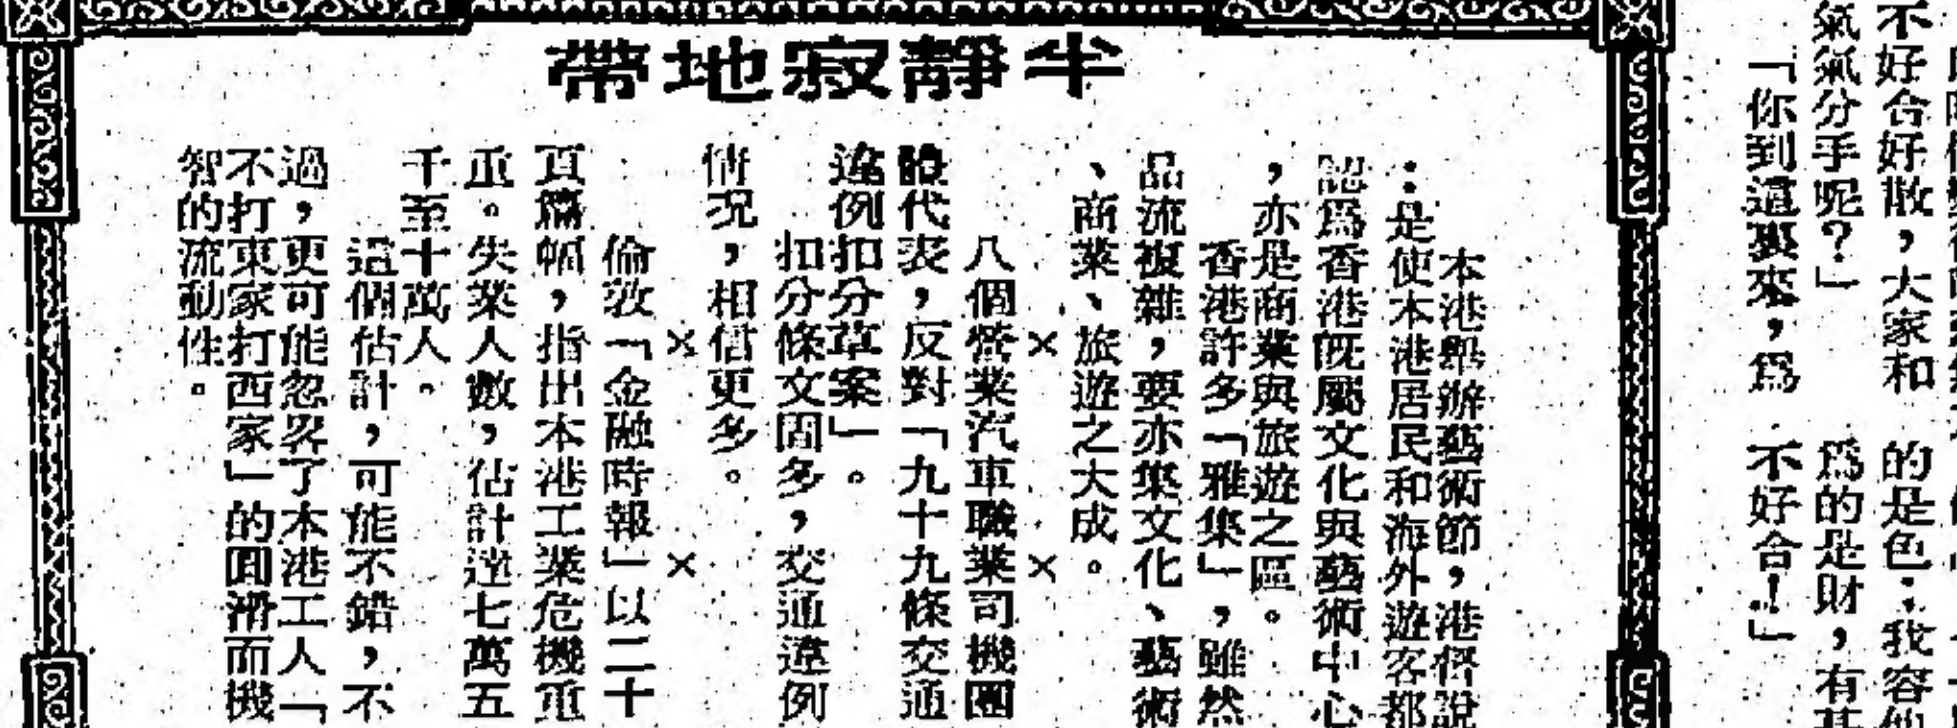 不好合好散，大家和
氣氣分手呢？」
「你到這裏來，爲
的是色；我容
爲的是財，有
不好合！」
半靜寂地帶
本港舉辦藝術節，港督說
：是使本港居民和海外遊客都
認爲香港旣屬文化與藝術中心
，亦是商業與旅遊之區。
香港許多「雅集」，雖然
品流複雜，要亦集文化、藝術
、商業、旅遊之大成。
× ×
八個營業汽車職業司機團
體代表，反對「九十九條交通
違例扣分草案」。
扣分條文固多，交通違例
情况，相信更多。
× ×
倫敦「金融時報」以二十
頁篇幅，指出本港工業危機重
重。失業人數，估計達七萬五
千至十萬人。
這個估計，可能不錯，不
過，更可能忽畧了本港工人「
不打東家打西家」的圓滑而機
智的流動性。